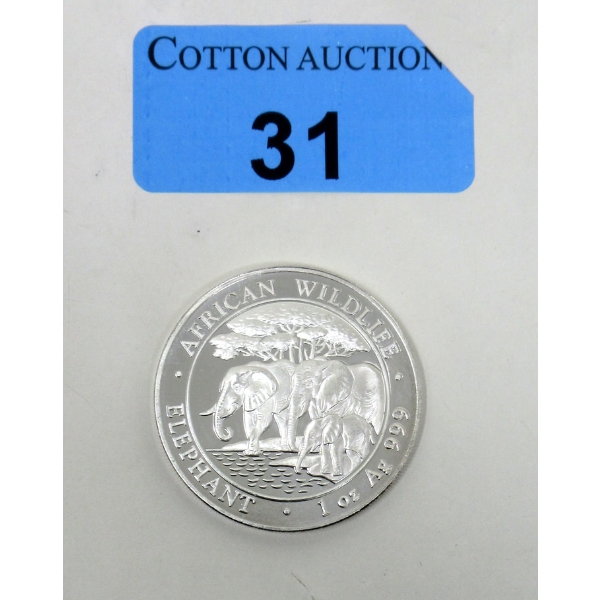 COTTON AUCTION
31
· AFRICAN WILDLIFE ·
ELEPHANT · 1 oz Ag 999